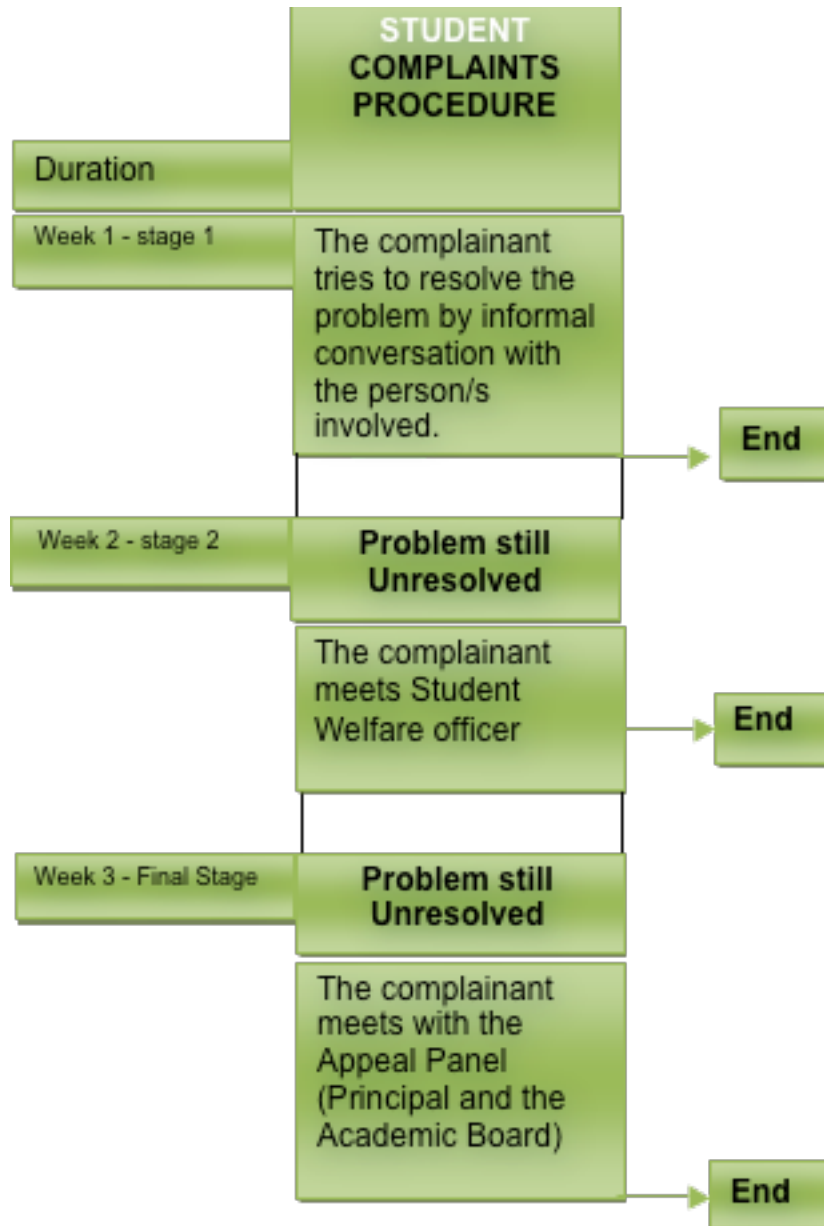 STUDENT
COMPLAINTS
PROCEDURE
Duration
Week 1 - stage 1
The complainant
tries to resolve the
problem by informal
conversation with
the person/s
involved.
End
Week 2 - stage 2
Problem still
Unresolved
The complainant
meets Student
Welfare officer
End
Week 3 - Final Stage
Problem still
Unresolved
The complainant
meets with the
Appeal Panel
(Principal and the
Academic Board)
End